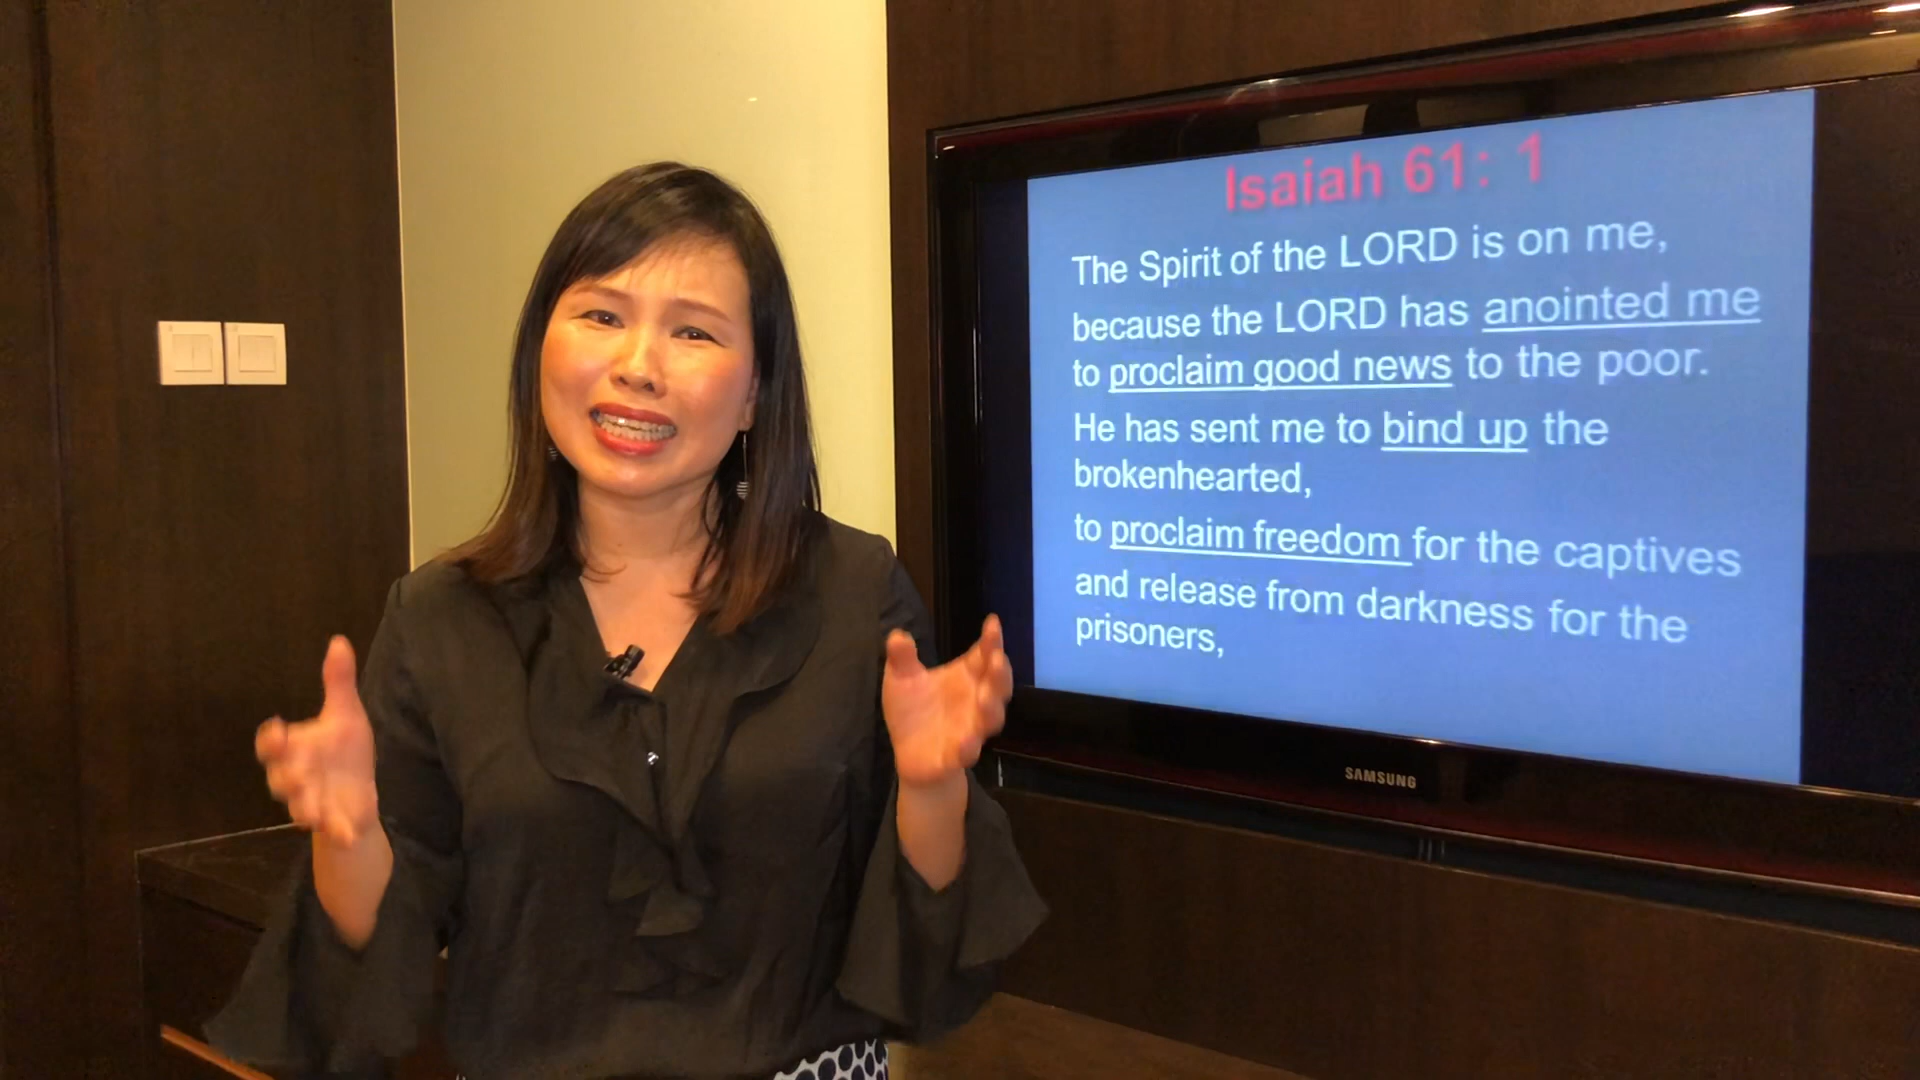 Isaiah 61: 1
The Spirit of the LORD is on me,
because the LORD has anointed me
to proclaim good news to the poor.
He has sent me to bind up the
brokenhearted,
to proclaim freedom for the captives
and release from darkness for the
prisoners,
SAMSUNG